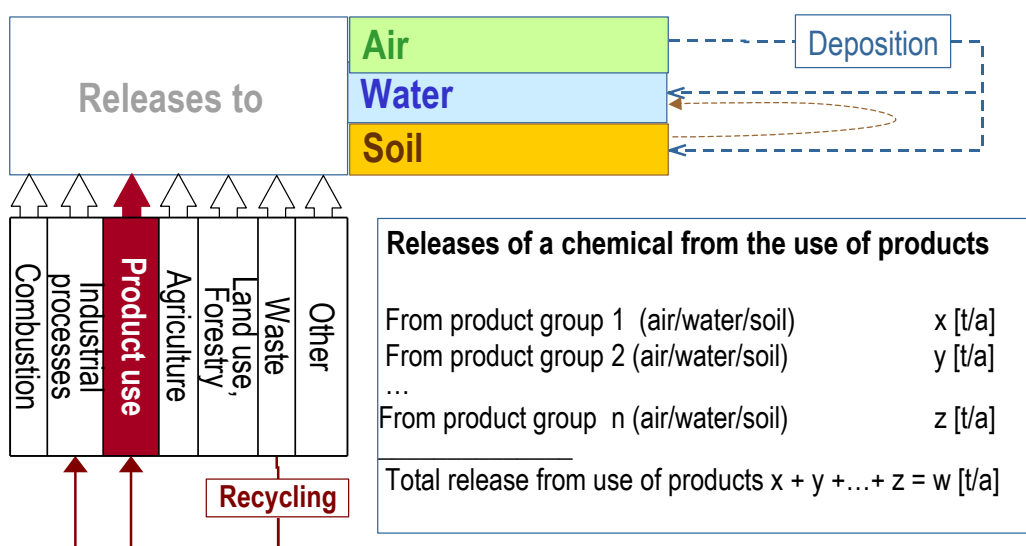 Releases to
Air
Water
Soil
Deposition
Combustion
Industrial
processes
Product use
Agriculture
Land use,
Forestry
Waste
Other
Recycling
Releases of a chemical from the use of products
From product group 1 (air/water/soil) x [t/a]
From product group 2 (air/water/soil) y [t/a]
…
From product group n (air/water/soil) z [t/a]
Total release from use of products x + y +…+ z = w [t/a]